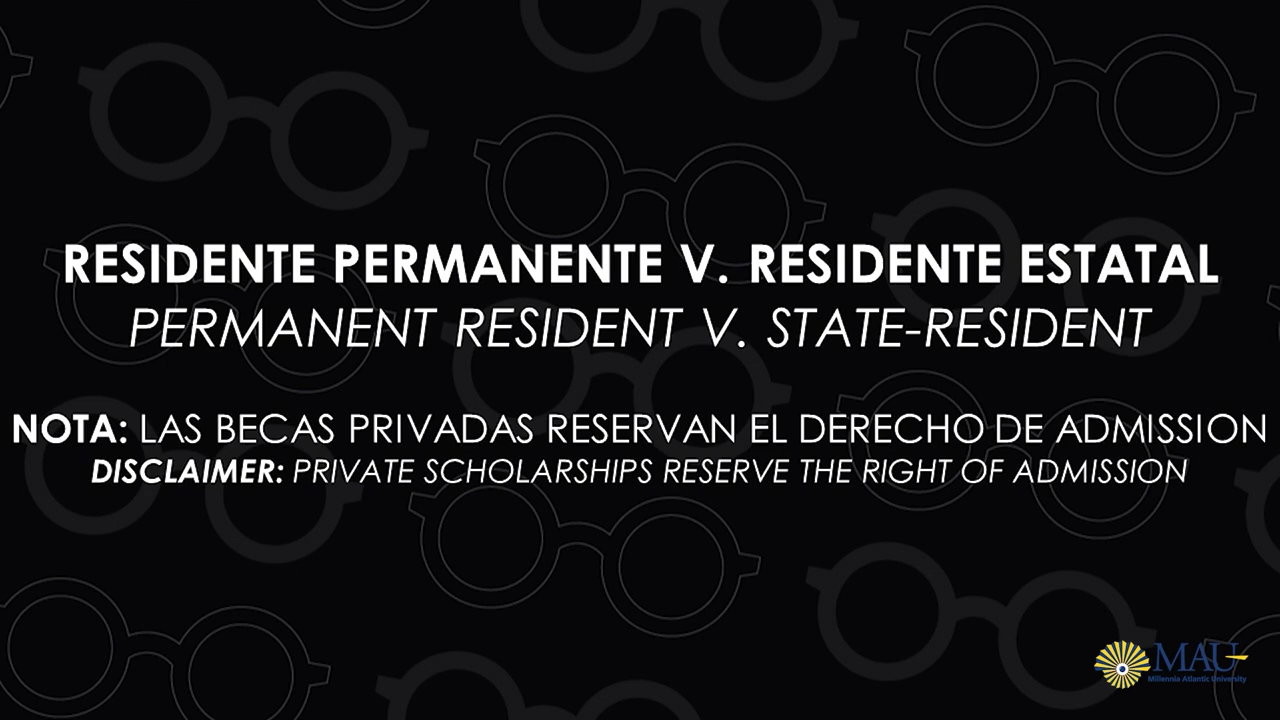 RESIDENTE PERMANENTE V. RESIDENTE ESTATAL
PERMANENT RESIDENT V. STATE-RESIDENT
NOTA: LAS BECAS PRIVADAS RESERVAN EL DERECHO DE ADMISSION
DISCLAIMER: PRIVATE SCHOLARSHIPS RESERVE THE RIGHT OF ADMISSION
MAU
Millennia Atlantic University